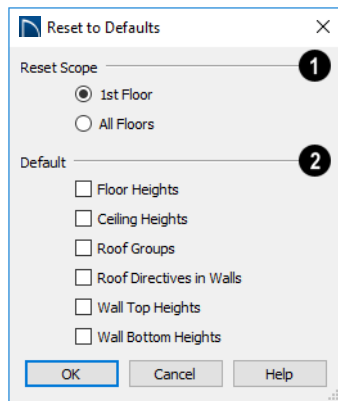 Reset to Defaults
Reset Scope 1
1st Floor
All Floors
Default 2
Floor Heights
Ceiling Heights
Roof Groups
Roof Directives in Walls
Wall Top Heights
Wall Bottom Heights
OK Cancel Help